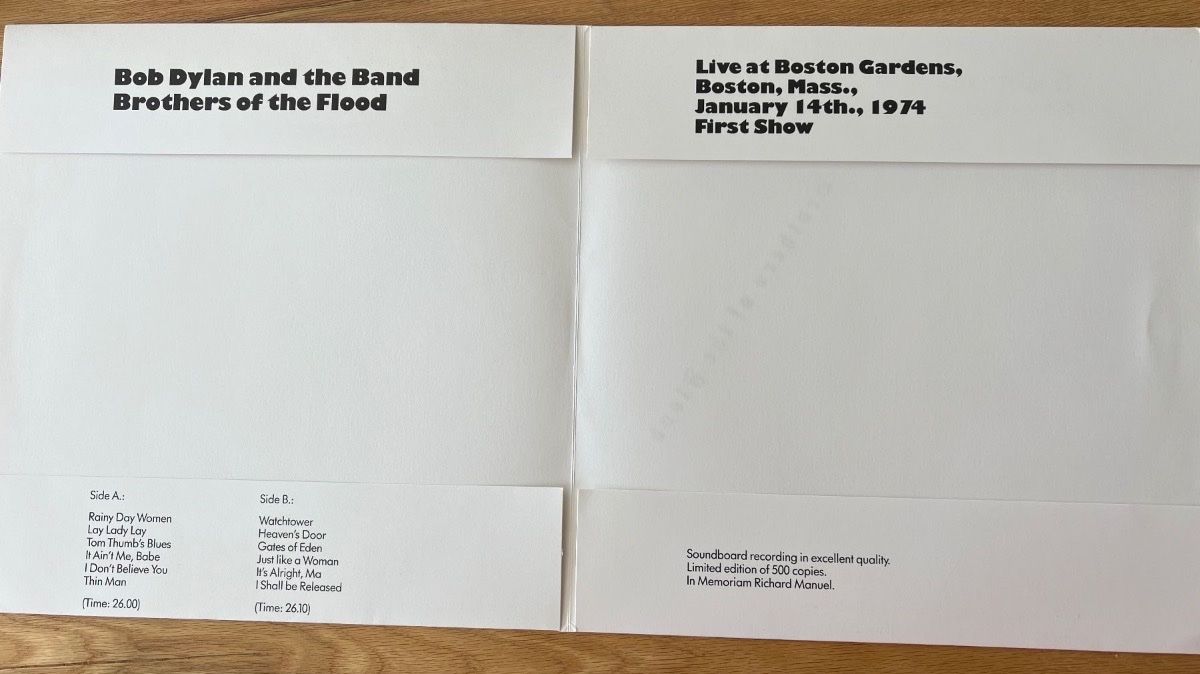 Bob Dylan and the Band
Brothers of the Flood
Live at Boston Gardens,
Boston, Mass.,
January 14th., 1974
First Show
Side A.:
Rainy Day Women
Lay Lady Lay
Tom Thumb's Blues
It Ain't Me, Babe
I Don't Believe You
Thin Man
(Time: 26.00)
Side B.:
Watchtower
Heaven's Door
Gates of Eden
Just like a Woman
It's Alright, Ma
I Shall be Released
(Time: 26.10)
Soundboard recording in excellent quality.
Limited edition of 500 copies.
In Memoriam Richard Manuel.